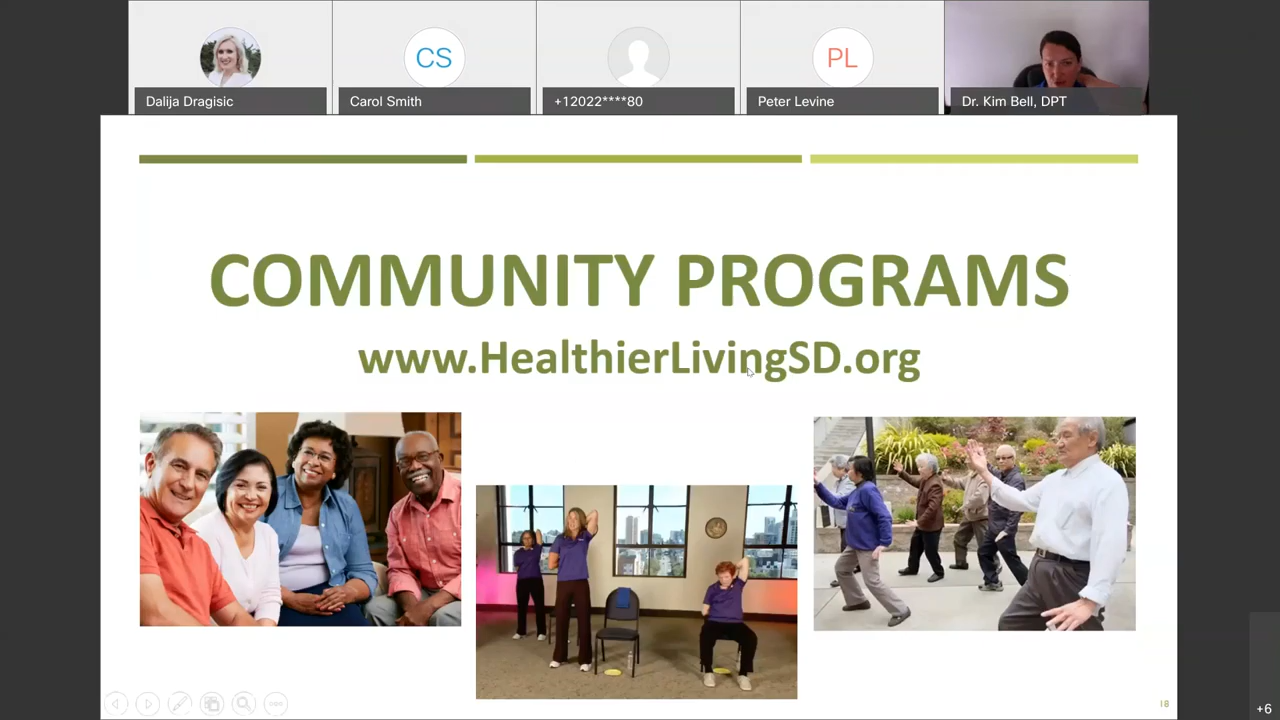 CS
PL
Dalija Dragisic
Carol Smith
+12022****80
Peter Levine
Dr. Kim Bell, DPT
COMMUNITY PROGRAMS
www.HealthierLivingSD.org
18
+6